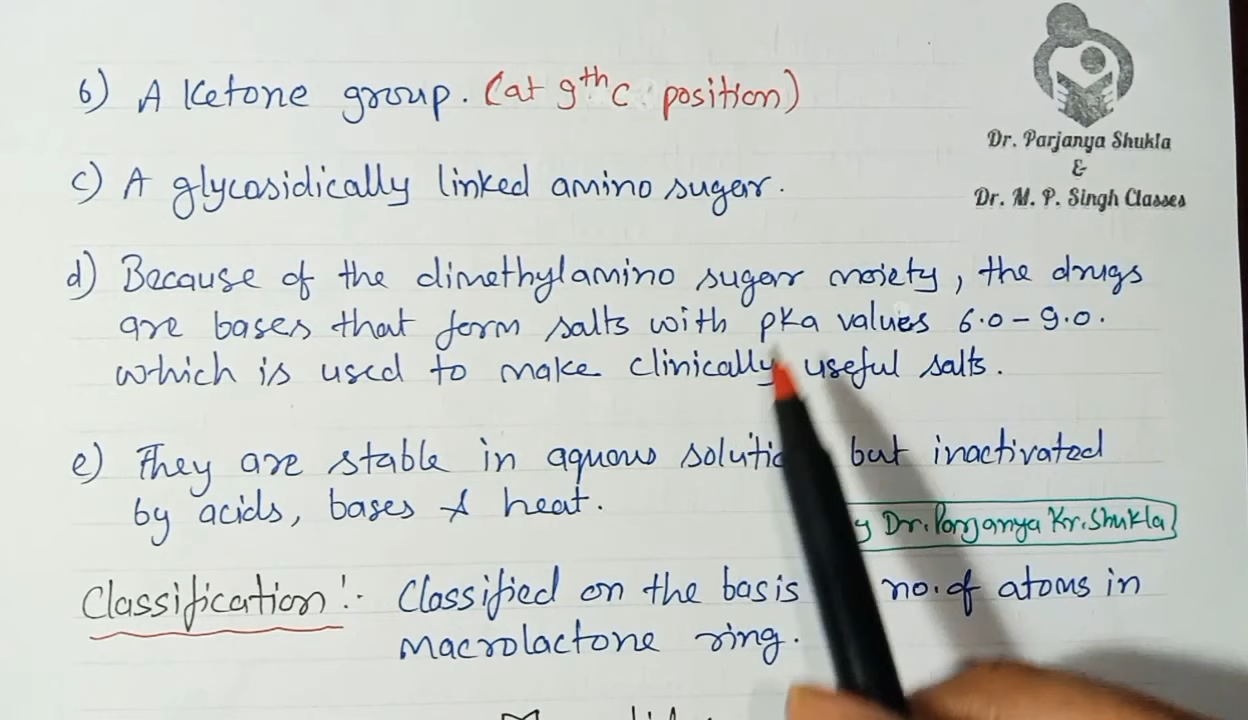 b) A Ketone group. (at 9th C position)
Dr. Parjanya Shukla
&
Dr. M. P. Singh Classes
c) A glycosidically linked amino sugar.
d) Because of the dimethylamino sugar moiety, the drugs
are bases that form salts with pKa values 6.0 – 9.0.
which is used to make clinically useful salts.
e) They are stable in aquous but inactivated
by acids, bases & heat.
y Dr. Parjanya Kr. Shukla
Classification :- Classified on the basis no. of atoms in
macrolactone ring.